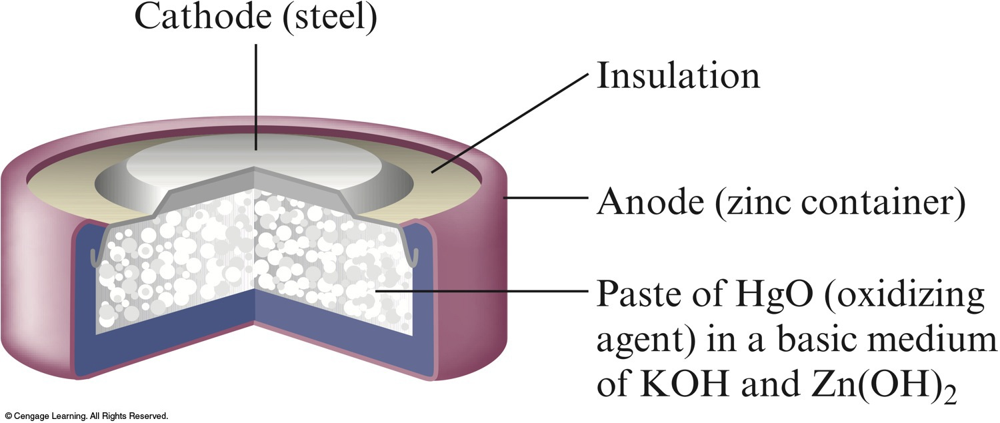 Cathode (steel)
Insulation
Anode (zinc container)
Paste of HgO (oxidizing
agent) in a basic medium
of KOH and Zn(OH)₂
© Cengage Learning. All Rights Reserved.